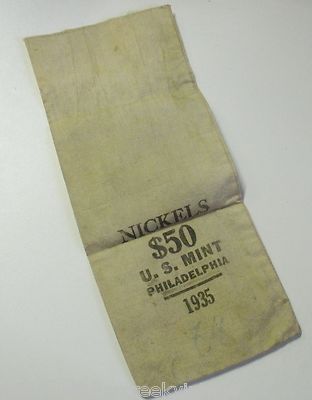 NICKELS
$50
U. S. MINT
PHILADELPHIA
1935